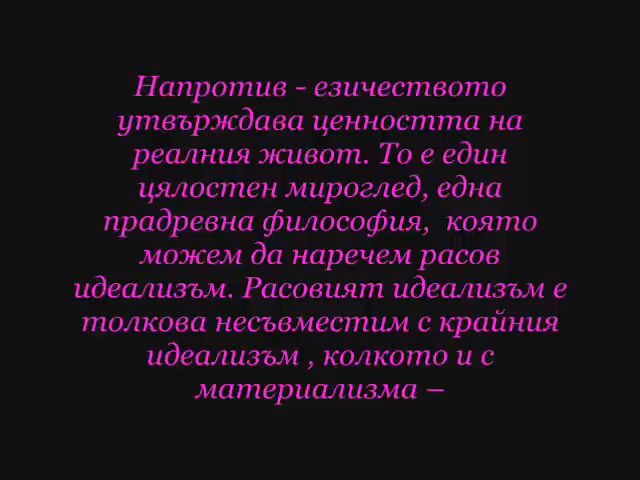 Напротив - езичеството
утвърждава ценността на
реалния живот. То е един
цялостен мироглед, една
прадревна философия,  която
можем да наречем расов
идеализъм. Расовият идеализъм е
толкова несъвместим с крайния
идеализъм , колкото и с
материализма –